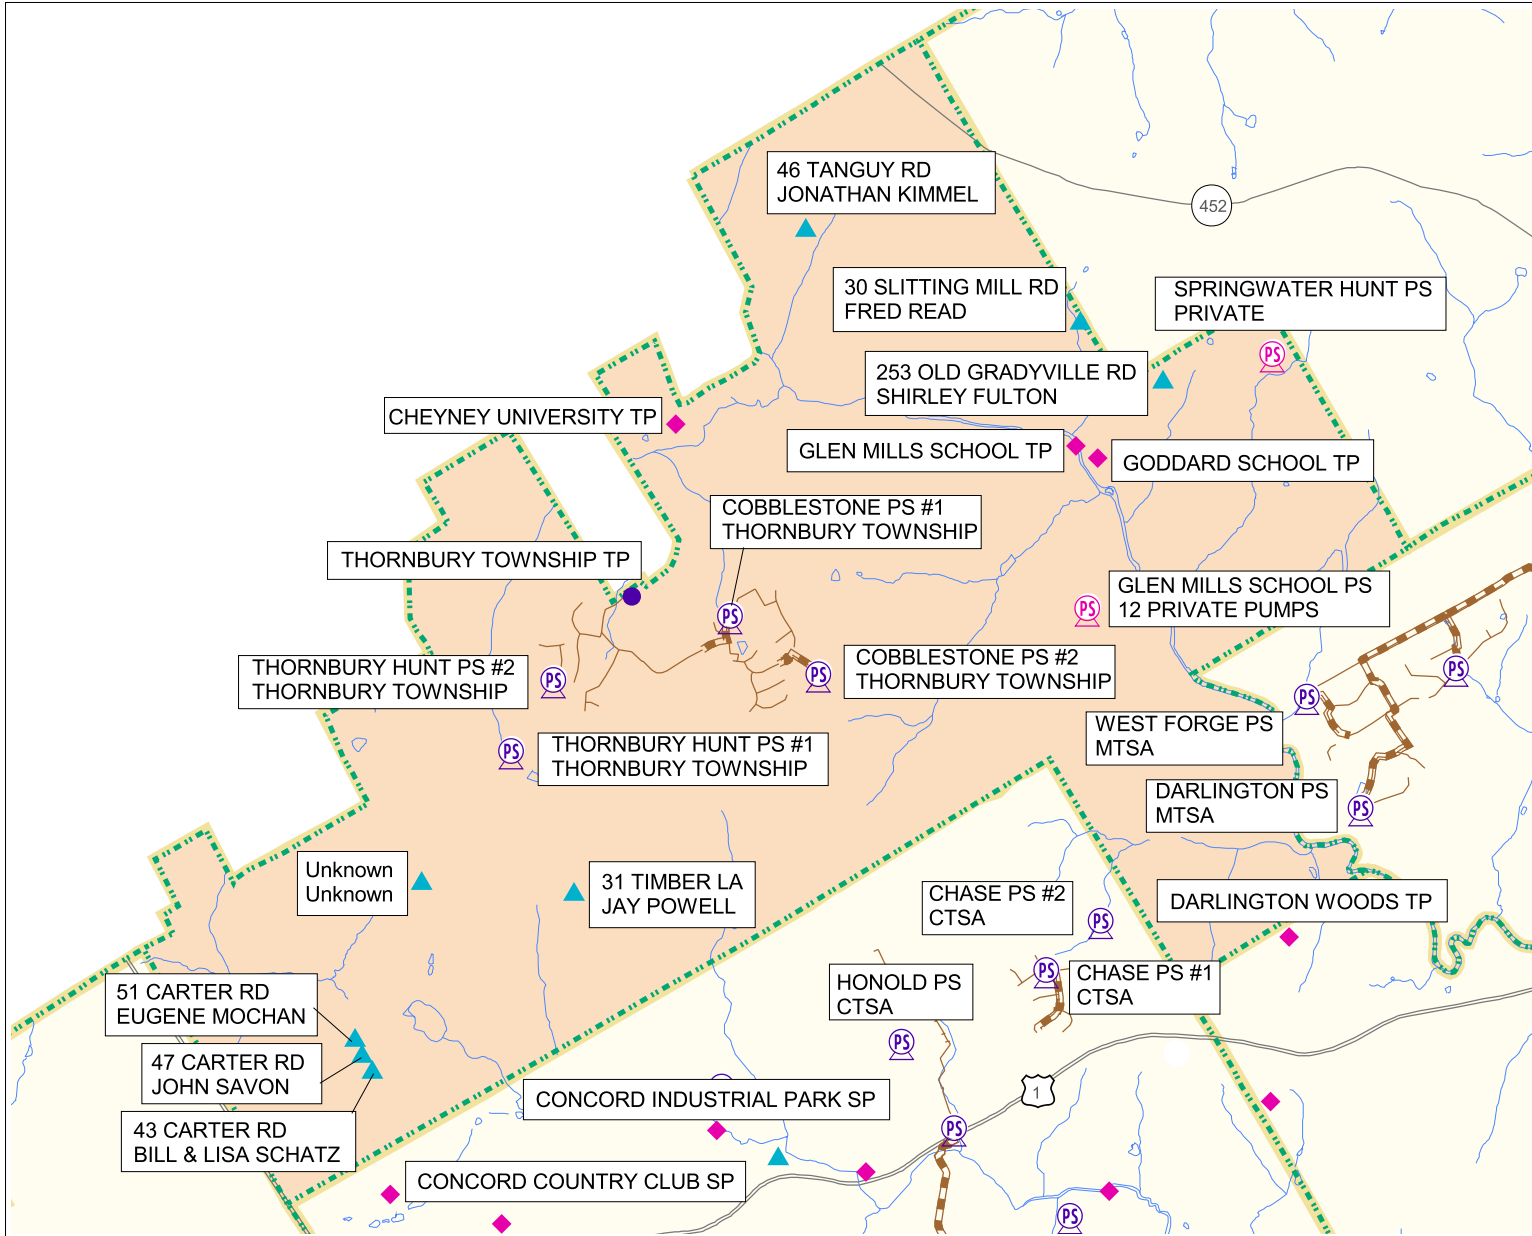 46 TANGUY RD
JONATHAN KIMMEL
452
30 SLITTING MILL RD
FRED READ
SPRINGWATER HUNT PS
PRIVATE
PS
253 OLD GRADYVILLE RD
SHIRLEY FULTON
CHEYNEY UNIVERSITY TP
GLEN MILLS SCHOOL TP
GODDARD SCHOOL TP
COBBLESTONE PS #1
THORNBURY TOWNSHIP
THORNBURY TOWNSHIP TP
GLEN MILLS SCHOOL PS
12 PRIVATE PUMPS
PS
PS
THORNBURY HUNT PS #2
THORNBURY TOWNSHIP
PS
PS
COBBLESTONE PS #2
THORNBURY TOWNSHIP
PS
PS
WEST FORGE PS
MTSA
PS
THORNBURY HUNT PS #1
THORNBURY TOWNSHIP
DARLINGTON PS
MTSA
PS
Unknown
Unknown
31 TIMBER LA
JAY POWELL
CHASE PS #2
CTSA
PS
DARLINGTON WOODS TP
HONOLD PS
CTSA
PS
CHASE PS #1
CTSA
51 CARTER RD
EUGENE MOCHAN
PS
47 CARTER RD
JOHN SAVON
CONCORD INDUSTRIAL PARK SP
1
43 CARTER RD
BILL & LISA SCHATZ
PS
CONCORD COUNTRY CLUB SP
PS